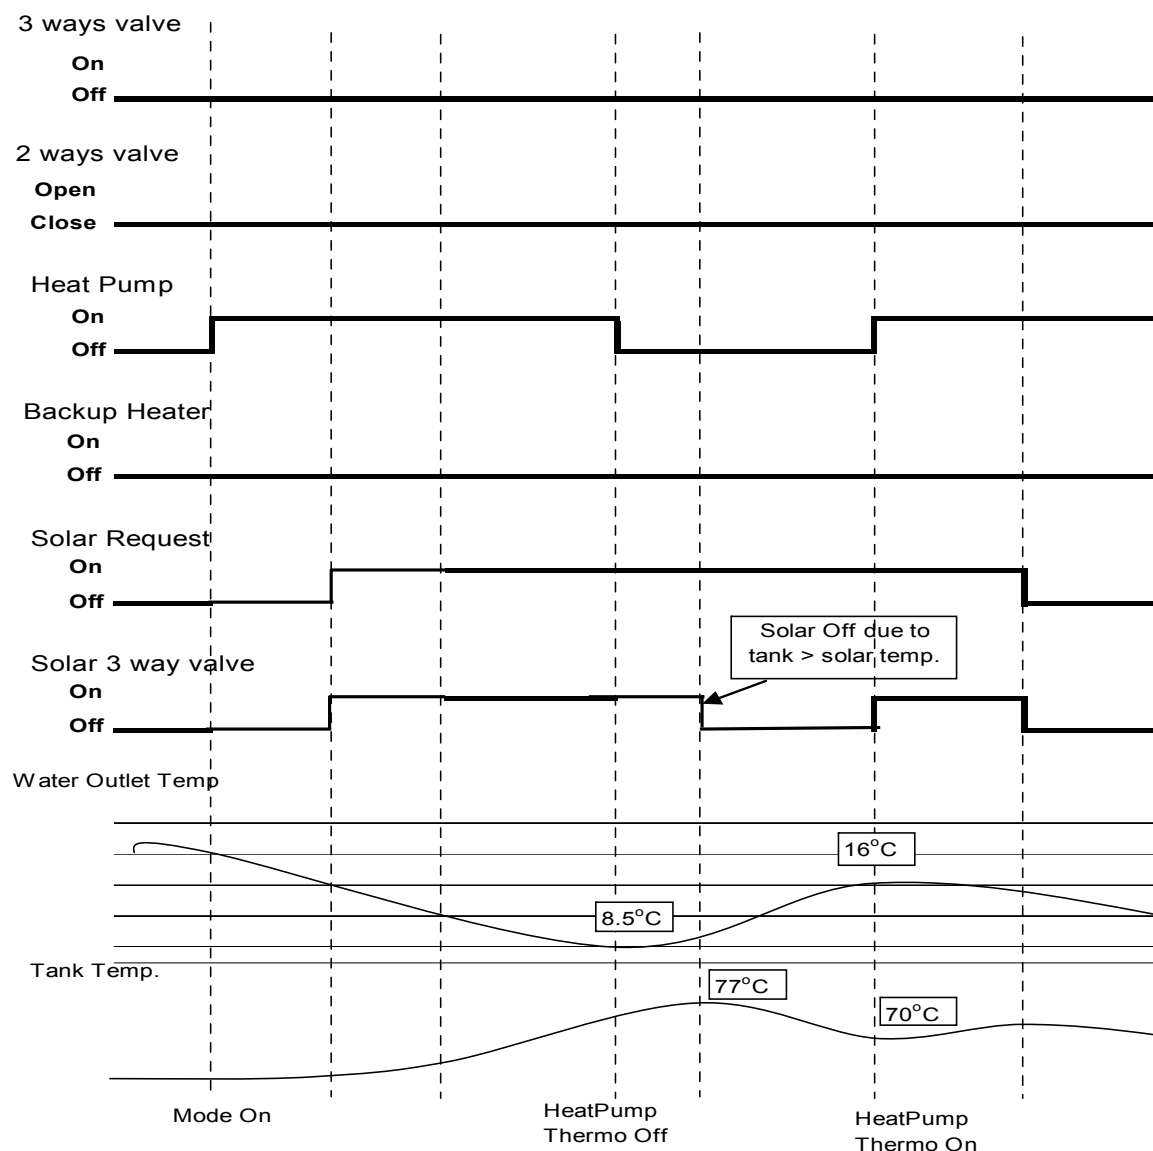 3 ways valve
On
Off
2 ways valve
Open
Close
Heat Pump
On
Off
Backup Heater
On
Off
Solar Request
On
Off
Solar Off due to
tank > solar temp.
Solar 3 way valve
On
Off
Water Outlet Temp
16°C
8.5°C
Tank Temp.
77°C
70°C
Mode On
HeatPump
Thermo Off
HeatPump
Thermo On